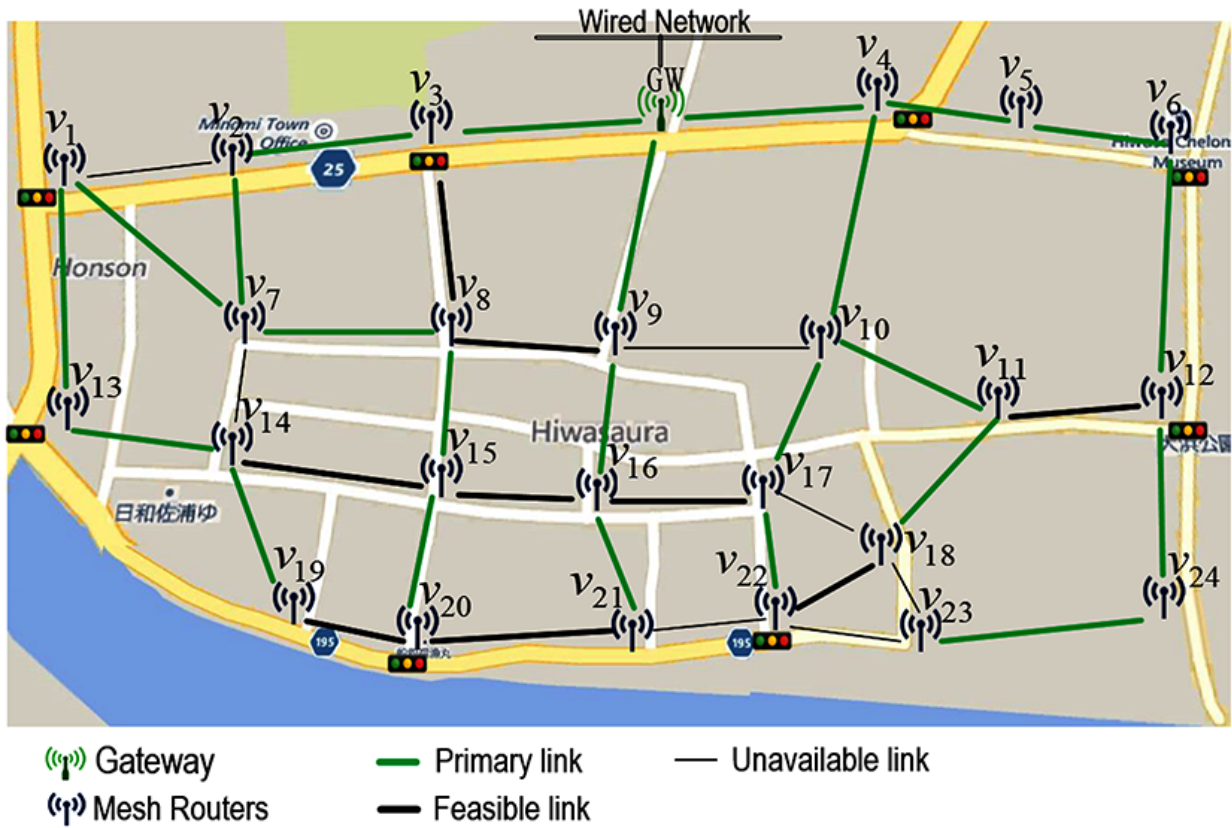 Wired Network
GW
v4
v5
v3
v6
v1
v2
Minami Town
Office
25
Museum
Honson
v7
v8
v9
v10
v11
v12
v13
v14
Hiwasaura
v15
v16
v17
日和佐浦ゆ
v18
v19
v20
v21
v22
v23
v24
195
195
Gateway
Primary link
Unavailable link
Mesh Routers
Feasible link